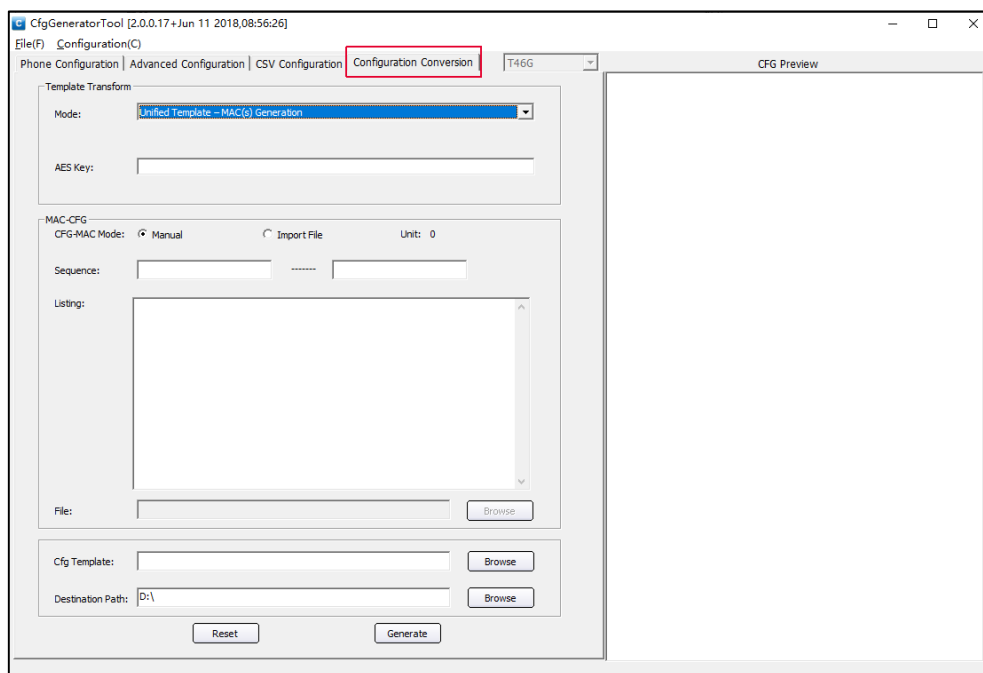 CfgGeneratorTool [2.0.0.17+Jun 11 2018,08:56:26]
File(F) Configuration(C)
Phone Configuration Advanced Configuration CSV Configuration Configuration Conversion T46G CFG Preview
Template Transform
Mode: Unified Template – MAC(s) Generation
AES Key:
MAC-CFG
CFG-MAC Mode: Manual Import File Unit: 0
Sequence: -------
Listing:
File: Browse
Cfg Template: Browse
Destination Path: D:\ Browse
Reset Generate